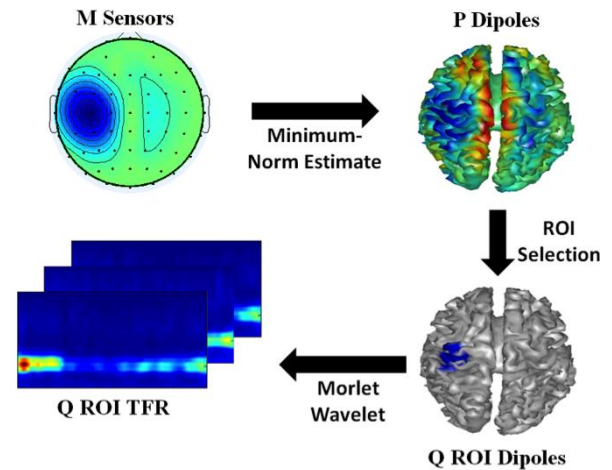 M Sensors
P Dipoles
Minimum-
Norm Estimate
ROI
Selection
Morlet
Wavelet
Q ROI TFR
Q ROI Dipoles